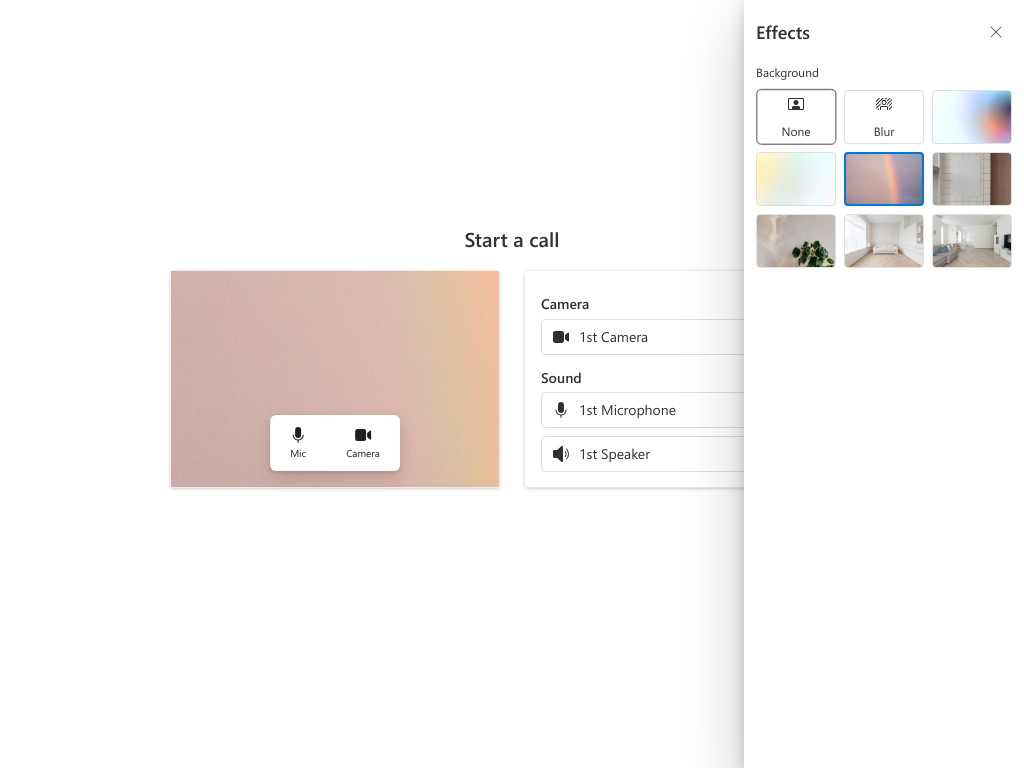 Effects
Background
None
Blur
Start a call
Mic
Camera
Camera
1st Camera
Sound
1st Microphone
1st Speaker